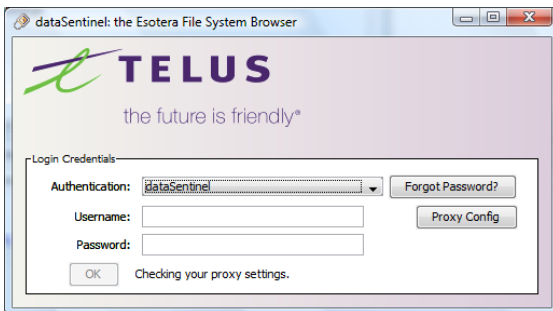 dataSentinel: the Esotera File System Browser
TELUS
the future is friendly®
Login Credentials
Authentication: dataSentinel Forgot Password?
Username: Proxy Config
Password:
OK Checking your proxy settings.